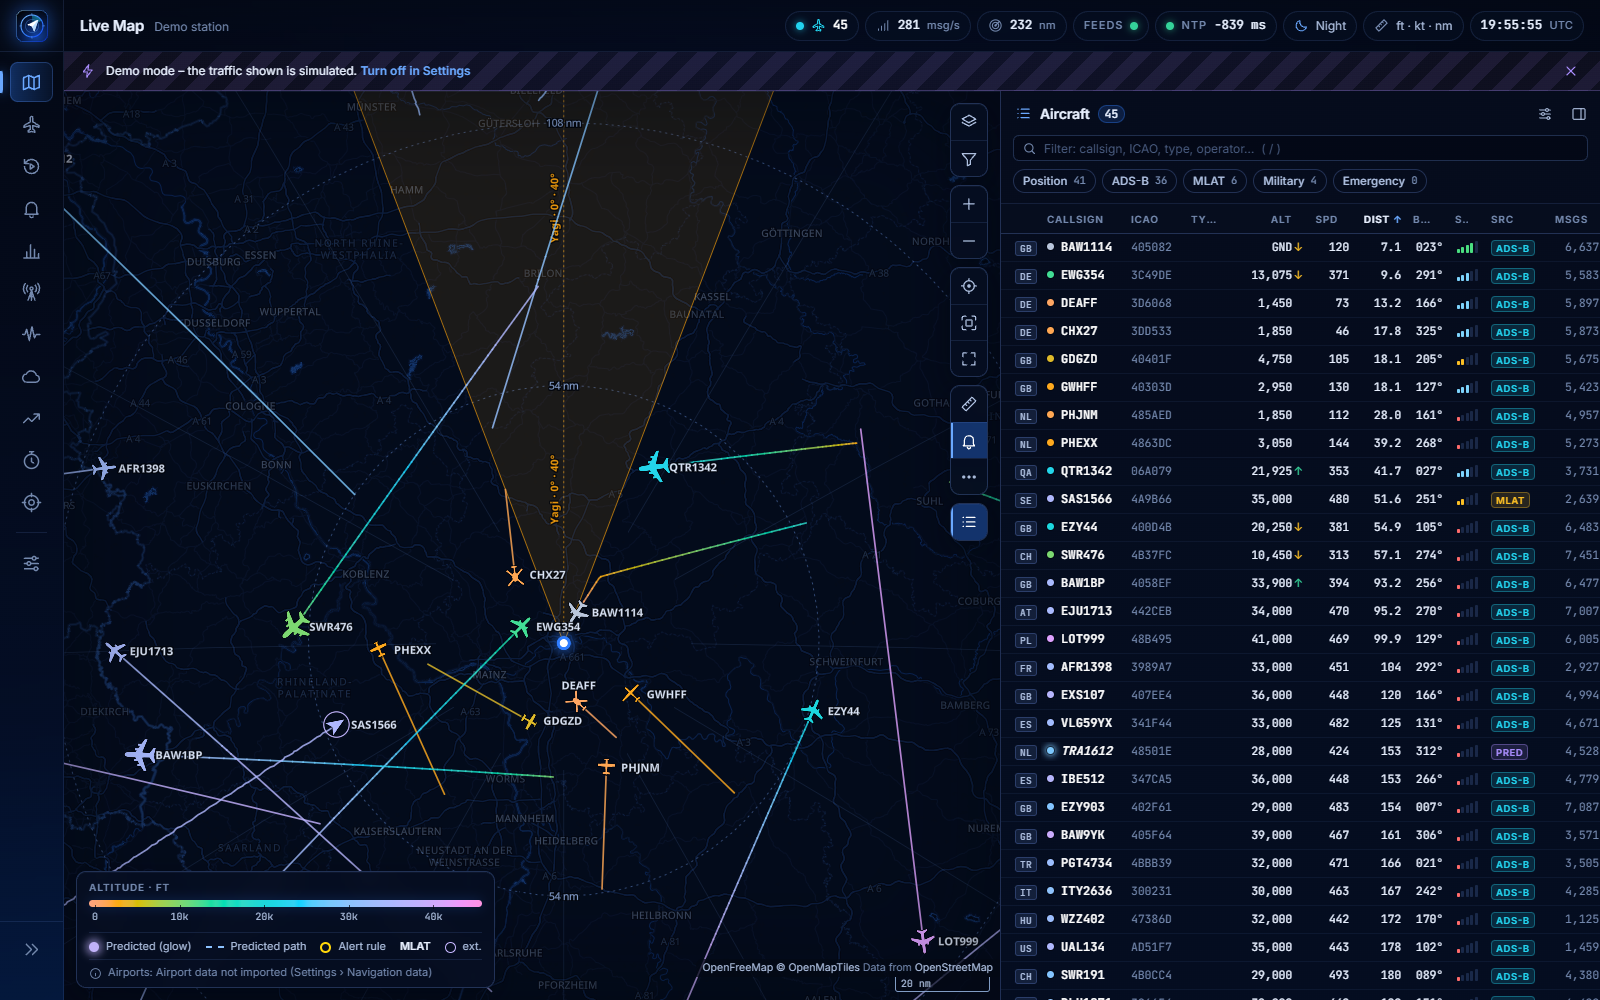 Live Map Demo station
45
281 msg/s
232 nm
FEEDS
NTP -839 ms
Night
ft · kt · nm
19:55:55 UTC
Demo mode – the traffic shown is simulated. Turn off in Settings
MÜNSTER
GÜTERSLOH
108 nm
A 43
HAMM
Yagi · 0° · 40°
GÖTTINGEN
NORTH RHINE-
WESTPHALIA
DUISBURG ESSEN
BRILON
A 38
KASSEL
BAUNATAL
WUPPERTAL
DUSSELDORF
54 nm
COLOGNE
A 4
GOTHA
Yagi · 0° · 40°
AFR1398
BONN
QTR1342
EUSKIRCHEN
SUHL
CHX27
KOBLENZ
BAW1114
COBURG
SWR476
EWG354
EJU1713
PHEXX
A 661
SCHWEINFURT
MAINZ
RHINELAND
PALATINATE
DEAFF
GWHFF
DIEKIRCH
SAS1566
A 63
GDGZD
EZY44
BAMBERG
BAW1BP
A 3
WORMS
PHJNM
MANNHEIM
KAISERSLAUTERN
HEIDELBERG
SAARLAND
NEUSTADT AN DER
WEINSTRASSE
A 6
54 nm
HEILBRONN
A 81
LOT999
PFORZHEIM
ALTITUDE · FT
0 10k 20k 30k 40k
Predicted (glow) Predicted path Alert rule MLAT ext.
Airports: Airport data not imported (Settings › Navigation data)
OpenFreeMap © OpenMapTiles Data from OpenStreetMap
20 nm
Aircraft 45
Filter: callsign, ICAO, type, operator... ( / )
Position 41 ADS-B 36 MLAT 6 Military 4 Emergency 0
CALLSIGN ICAO TY... ALT SPD DIST ↑ B... S.. SRC MSGS
GB BAW1114 405082 GND↓ 120 7.1 023° ADS-B 6,637
DE EWG354 3C49DE 13,075↓ 371 9.6 291° ADS-B 5,583
DE DEAFF 3D6068 1,450 73 13.2 166° ADS-B 5,897
DE CHX27 3DD533 1,850 46 17.8 325° ADS-B 5,873
GB GDGZD 40401F 4,750 105 18.1 205° ADS-B 5,675
GB GWHFF 40303D 2,950 130 18.1 127° ADS-B 5,423
NL PHJNM 485AED 1,850 112 28.0 161° ADS-B 4,957
NL PHEXX 4863DC 3,050 144 39.2 268° ADS-B 5,273
QA QTR1342 06A079 21,925↑ 353 41.7 027° ADS-B 3,731
SE SAS1566 4A9B66 35,000 480 51.6 251° MLAT 2,639
GB EZY44 400D4B 20,250↓ 381 54.9 105° ADS-B 6,483
CH SWR476 4B37FC 10,450↓ 313 57.1 274° ADS-B 7,451
GB BAW1BP 4058EF 33,900↑ 394 93.2 256° ADS-B 6,477
AT EJU1713 442CEB 34,000 470 95.2 270° ADS-B 7,007
PL LOT999 48B495 41,000 469 99.9 129° ADS-B 6,005
FR AFR1398 3989A7 33,000 451 104 292° ADS-B 2,927
GB EXS107 407EE4 36,000 448 120 166° ADS-B 4,994
ES VLG59YX 341F44 33,000 482 125 131° ADS-B 4,671
NL TRA1612 48501E 28,000 424 153 312° PRED 4,528
ES IBE512 347CA5 36,000 448 153 266° ADS-B 4,779
GB EZY903 402F61 29,000 483 154 007° ADS-B 7,087
GB BAW9YK 405F64 39,000 467 161 306° ADS-B 3,571
TR PGT4734 4BBB39 32,000 471 166 021° ADS-B 3,505
IT ITY2636 300231 30,000 463 167 242° ADS-B 4,285
HU WZZ402 47386D 32,000 442 172 170° ADS-B 1,125
US UAL134 AD51F7 35,000 443 178 102° ADS-B 1,459
CH SWR191 4B0CC4 29,000 493 180 089° ADS-B 4,380